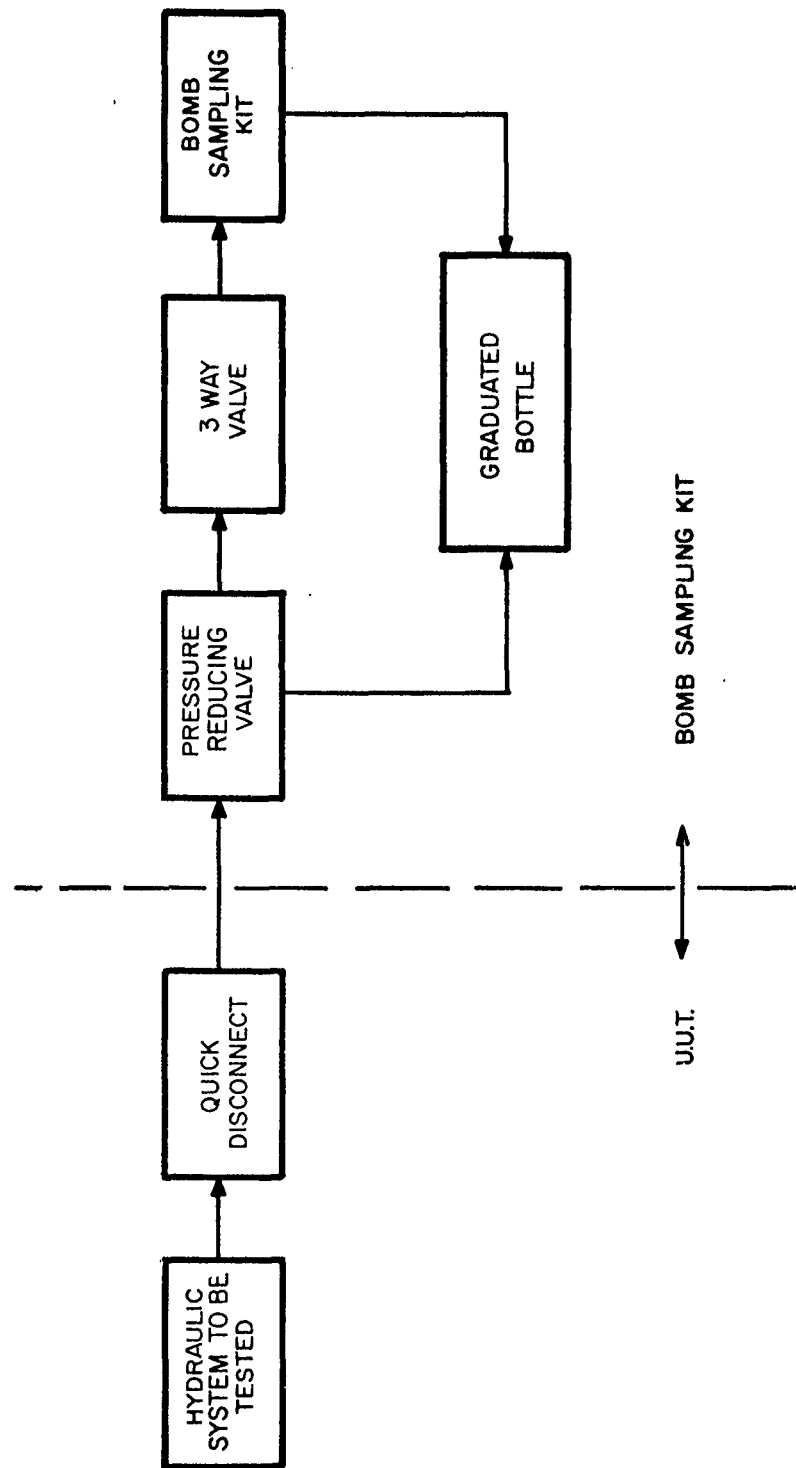 HYDRAULIC
SYSTEM TO BE
TESTED
QUICK
DISCONNECT
PRESSURE
REDUCING
VALVE
3 WAY
VALVE
BOMB
SAMPLING
KIT
GRADUATED
BOTTLE
U.U.T.
BOMB SAMPLING KIT